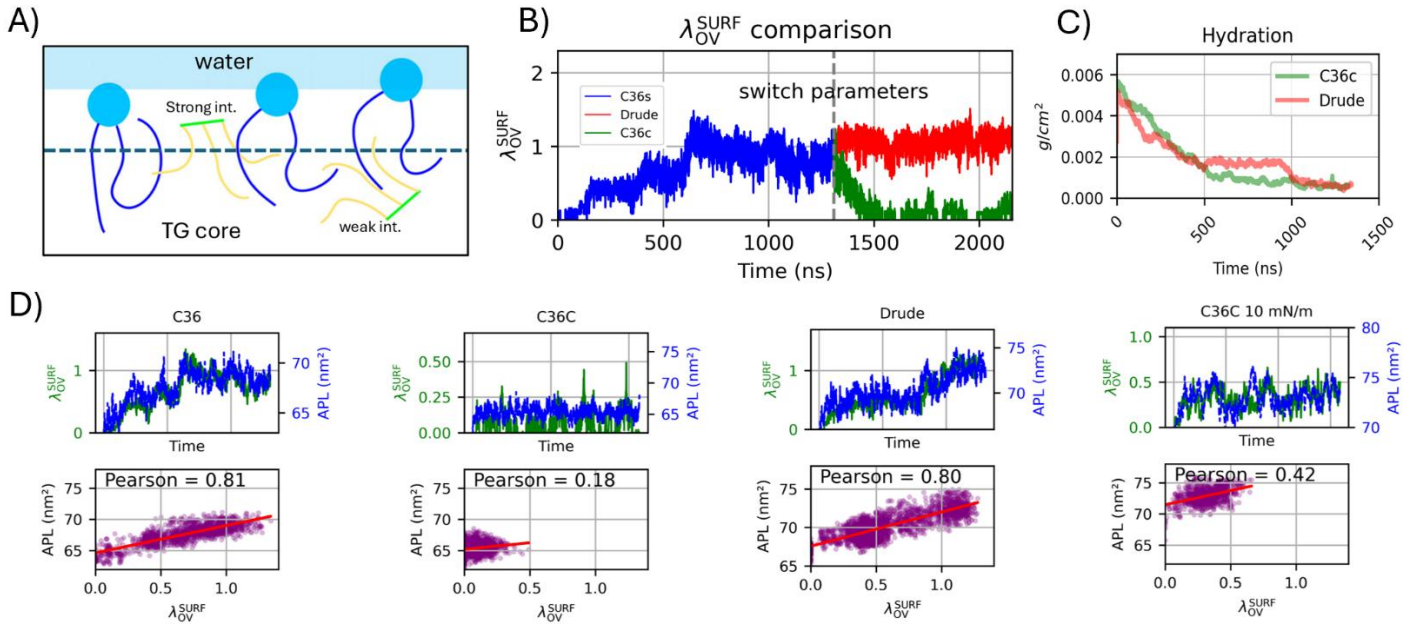 A)
water
Strong int.
TG core
weak int.
B)
λ_OV^SURF comparison
switch parameters
C36s
Drude
C36c
λ_OV^SURF
2
1
0
0 500 1000 1500 2000
Time (ns)
C)
Hydration
C36c
Drude
g/cm²
0.006
0.004
0.002
0.000
0 500 1000 1500
Time (ns)
D)
C36
λ_OV^SURF
1
0
70
65
APL (nm²)
Time
Pearson = 0.81
APL (nm²)
75
70
65
0.0 0.5 1.0
λ_OV^SURF
C36C
λ_OV^SURF
0.50
0.25
0.00
75
70
65
APL (nm²)
Time
Pearson = 0.18
APL (nm²)
75
70
65
0.0 0.5 1.0
λ_OV^SURF
Drude
λ_OV^SURF
1
0
70
APL (nm²)
Time
Pearson = 0.80
APL (nm²)
75
70
65
0.0 0.5 1.0
λ_OV^SURF
C36C 10 mN/m
λ_OV^SURF
1.0
0.5
0.0
80
75
70
APL (nm²)
Time
Pearson = 0.42
APL (nm²)
75
70
65
0.0 0.5 1.0
λ_OV^SURF